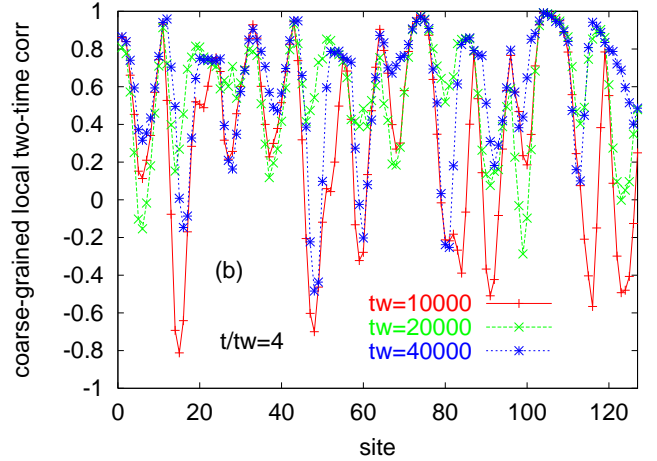 1
0.8
0.6
0.4
0.2
0
-0.2
-0.4
-0.6
-0.8
-1
coarse-grained local two-time corr
(b)
t/tw=4
tw=10000
tw=20000
tw=40000
0 20 40 60 80 100 120
site